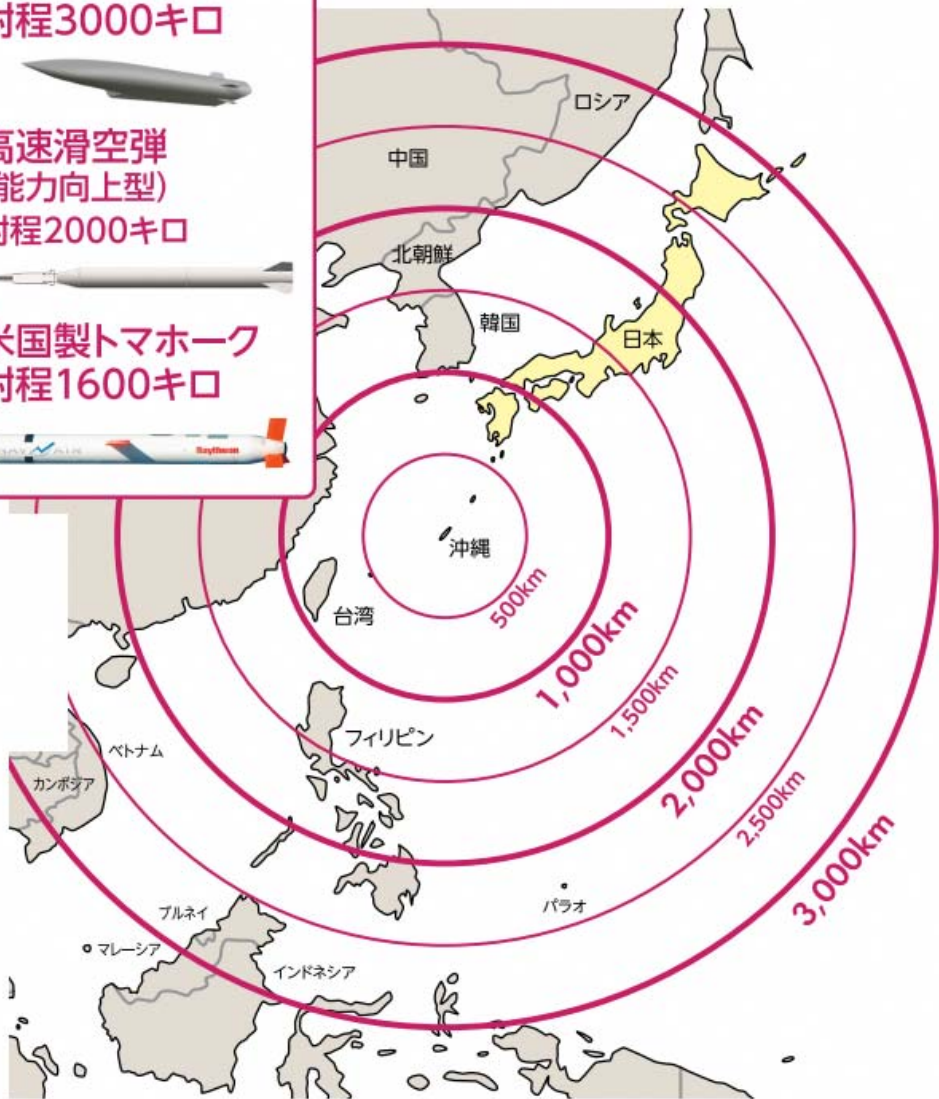 射程3000キロ
高速滑空弾
能力向上型)
射程2000キロ
米国製トマホーク
射程1600キロ
Raytheon
ロシア
中国
北朝鮮
韓国
日本
沖縄
台湾
500km
1,000km
1,500km
2,000km
2,500km
3,000km
フィリピン
ベトナム
カンボジア
パラオ
ブルネイ
マレーシア
インドネシア